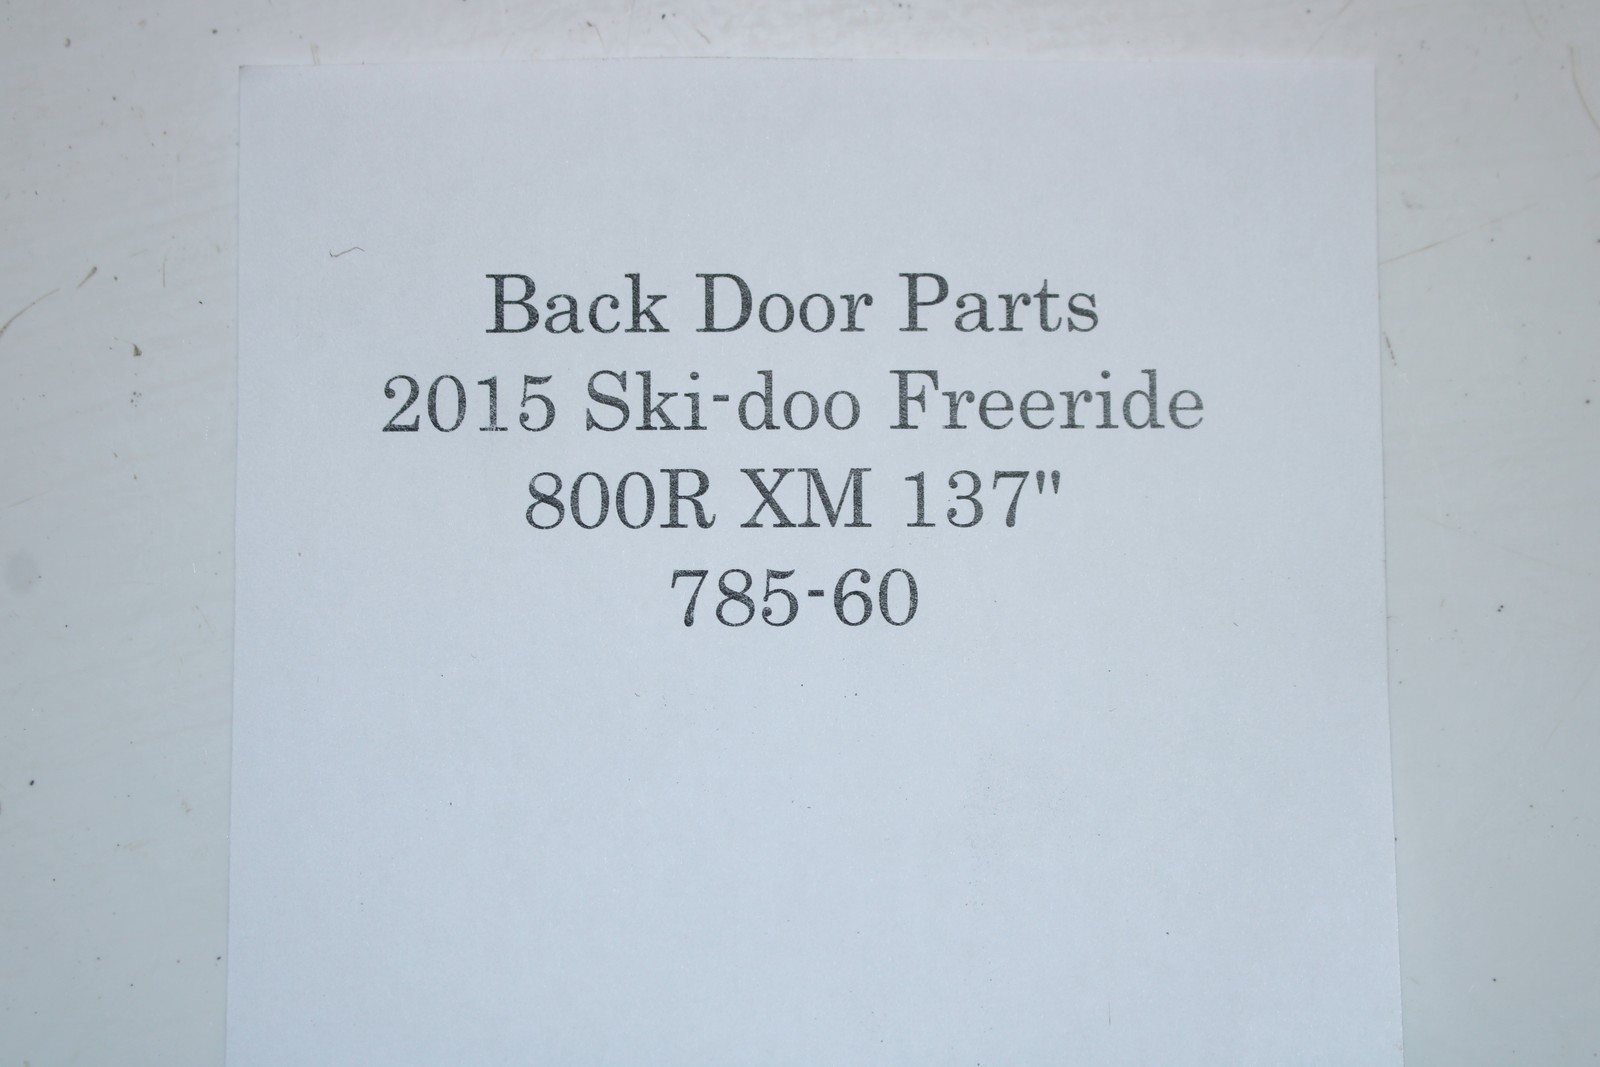 Back Door Parts
2015 Ski-doo Freeride
800R XM 137"
785-60